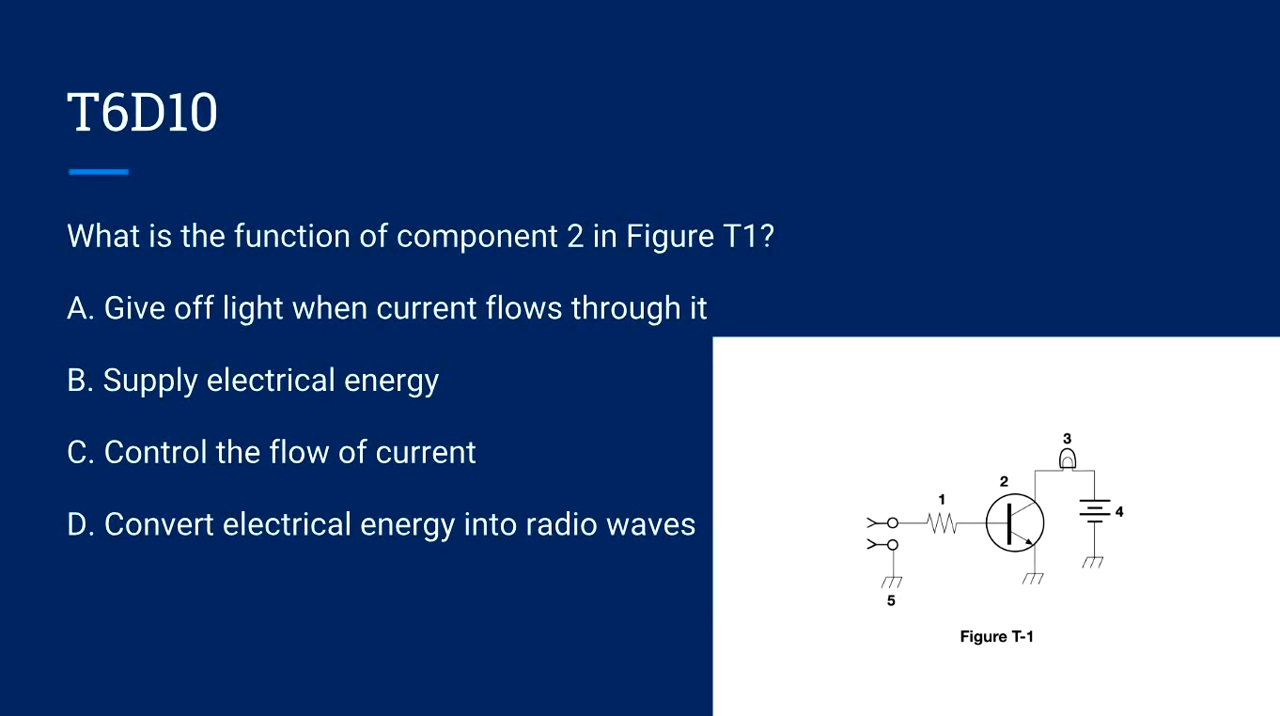 T6D10
What is the function of component 2 in Figure T1?
A. Give off light when current flows through it
B. Supply electrical energy
C. Control the flow of current
D. Convert electrical energy into radio waves
3
2
1
4
5
Figure T-1